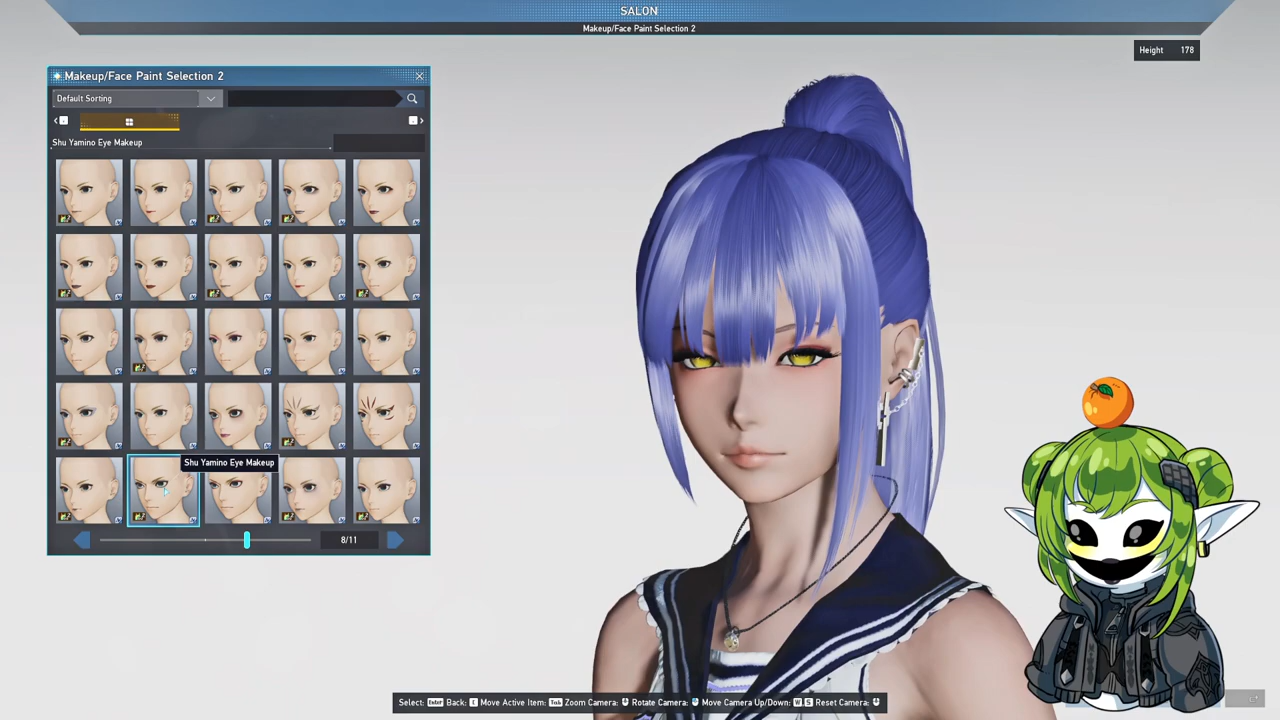 SALON
Makeup/Face Paint Selection 2
Height 178
Makeup/Face Paint Selection 2
Default Sorting
Shu Yamino Eye Makeup
Shu Yamino Eye Makeup
8/11
Select: Enter Back: Move Active Item: Tab Zoom Camera: Rotate Camera: Move Camera Up/Down: W S Reset Camera: